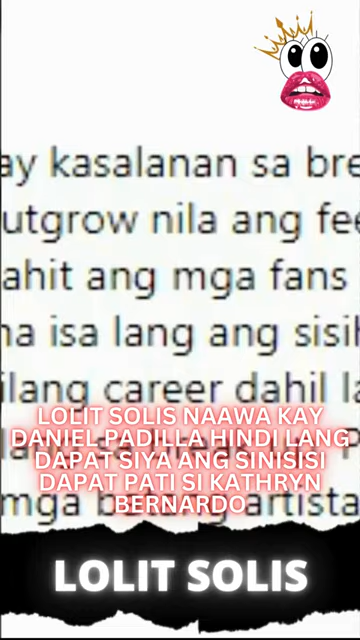 ay kasalanan sa bre
utgrow nila ang fee
ahit ang mga fans
na isa lang ang sisih
ilang career dahil la
LOLIT SOLIS NAAWA KAY
DANIEL PADILLA HINDI LANG
DAPAT SIYA ANG SINISISI
DAPAT PATI SI KATHRYN
BERNARDO
mga artista
LOLIT SOLIS